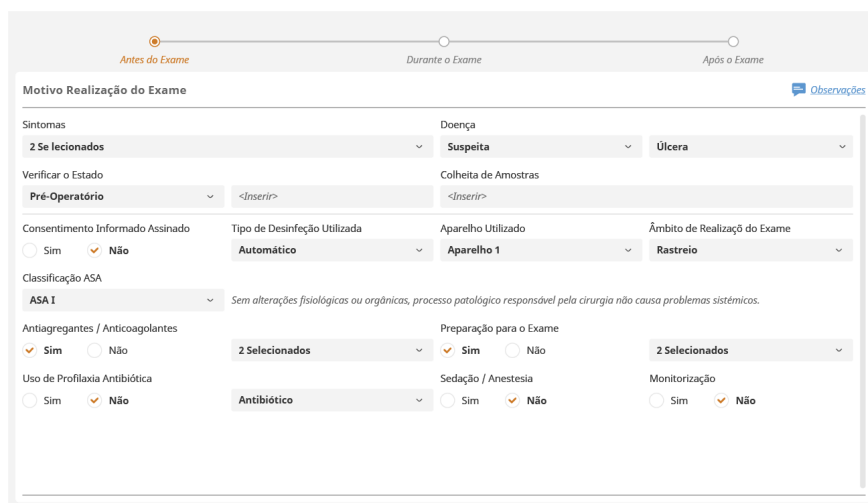 Antes do Exame Durante o Exame Após o Exame
Motivo Realização do Exame Observações
Sintomas Doença
2 Se lecionados Suspeita Úlcera
Verificar o Estado Colheita de Amostras
Pré-Operatório <Inserir> <Inserir>
Consentimento Informado Assinado Tipo de Desinfeção Utilizada Aparelho Utilizado Âmbito de Realizaçõ do Exame
Sim Não Automático Aparelho 1 Rastreio
Classificação ASA
ASA I Sem alterações fisiológicas ou orgânicas, processo patológico responsável pela cirurgia não causa problemas sistémicos.
Antiagregantes / Anticoagolantes Preparação para o Exame
Sim Não 2 Selecionados Sim Não 2 Selecionados
Uso de Profilaxia Antibiótica Sedação / Anestesia Monitorização
Sim Não Antibiótico Sim Não Sim Não